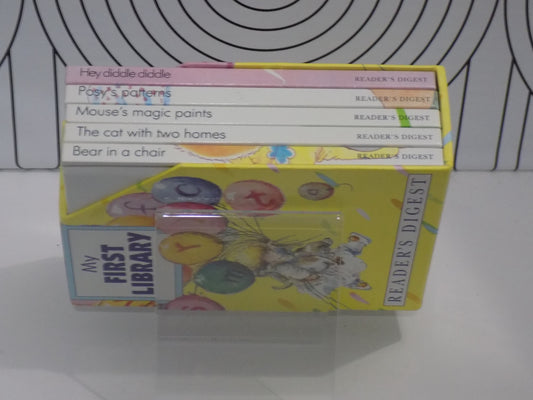 Hey diddle diddle READER'S DIGEST
Posy's patterns READER'S DIGEST
Mouse's magic paints READER'S DIGEST
The cat with two homes READER'S DIGEST
Bear in a chair READER'S DIGEST
My
FIRST
LIBRARY
READER'S DIGEST